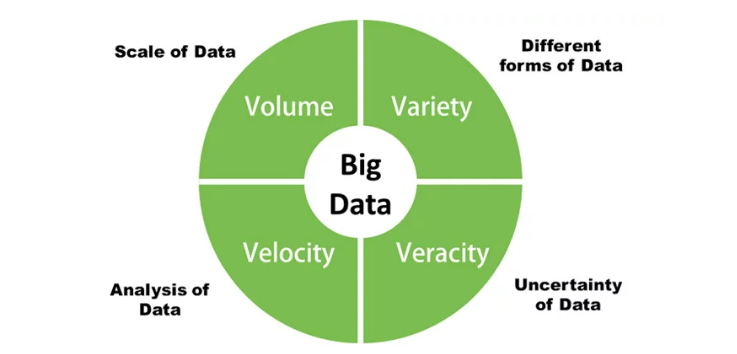 Scale of Data
Different
forms of Data
Volume
Variety
Big
Data
Velocity
Veracity
Analysis of
Data
Uncertainty
of Data